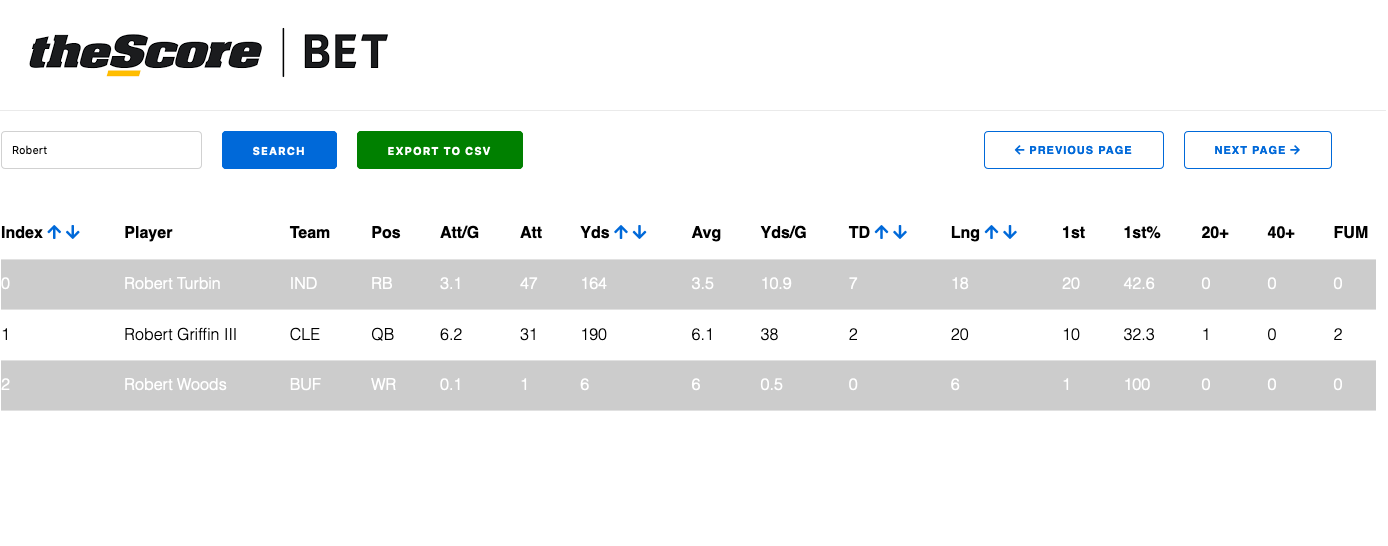 theScore BET
Robert SEARCH EXPORT TO CSV ← PREVIOUS PAGE NEXT PAGE →
Index ↑ ↓ Player Team Pos Att/G Att Yds ↑ ↓ Avg Yds/G TD ↑ ↓ Lng ↑ ↓ 1st 1st% 20+ 40+ FUM
0 Robert Turbin IND RB 3.1 47 164 3.5 10.9 7 18 20 42.6 0 0 0
1 Robert Griffin III CLE QB 6.2 31 190 6.1 38 2 20 10 32.3 1 0 2
2 Robert Woods BUF WR 0.1 1 6 6 0.5 0 6 1 100 0 0 0